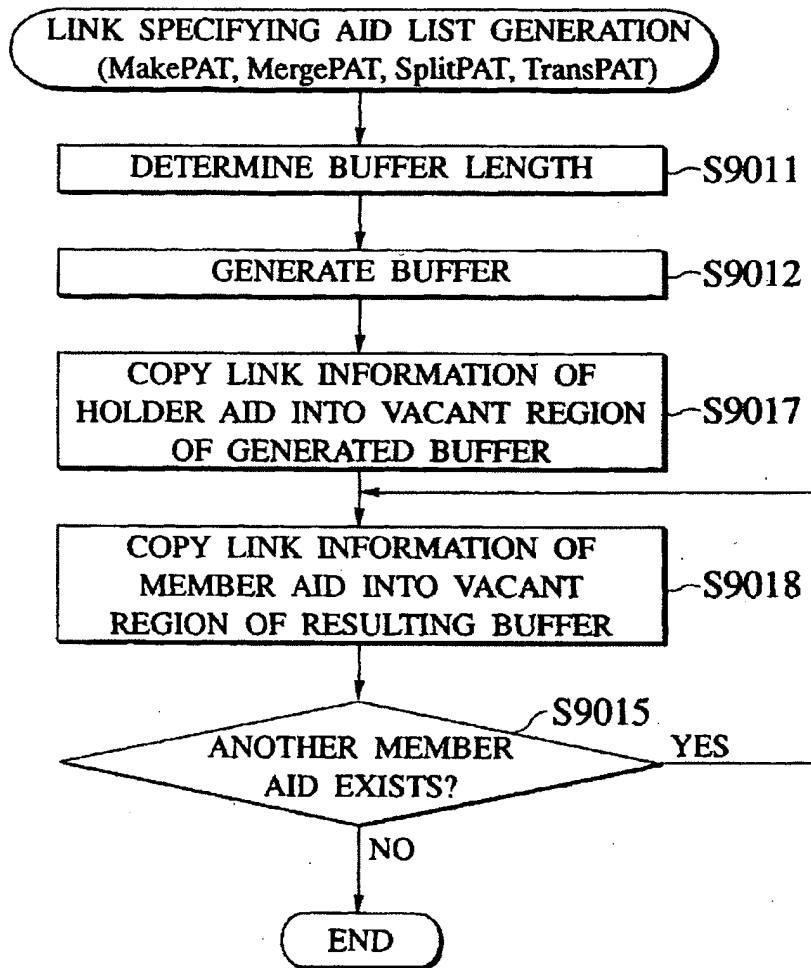 LINK SPECIFYING AID LIST GENERATION
(MakePAT, MergePAT, SplitPAT, TransPAT)
DETERMINE BUFFER LENGTH
S9011
GENERATE BUFFER
S9012
COPY LINK INFORMATION OF
HOLDER AID INTO VACANT REGION
OF GENERATED BUFFER
S9017
COPY LINK INFORMATION OF
MEMBER AID INTO VACANT
REGION OF RESULTING BUFFER
S9018
S9015
ANOTHER MEMBER
AID EXISTS?
YES
NO
END